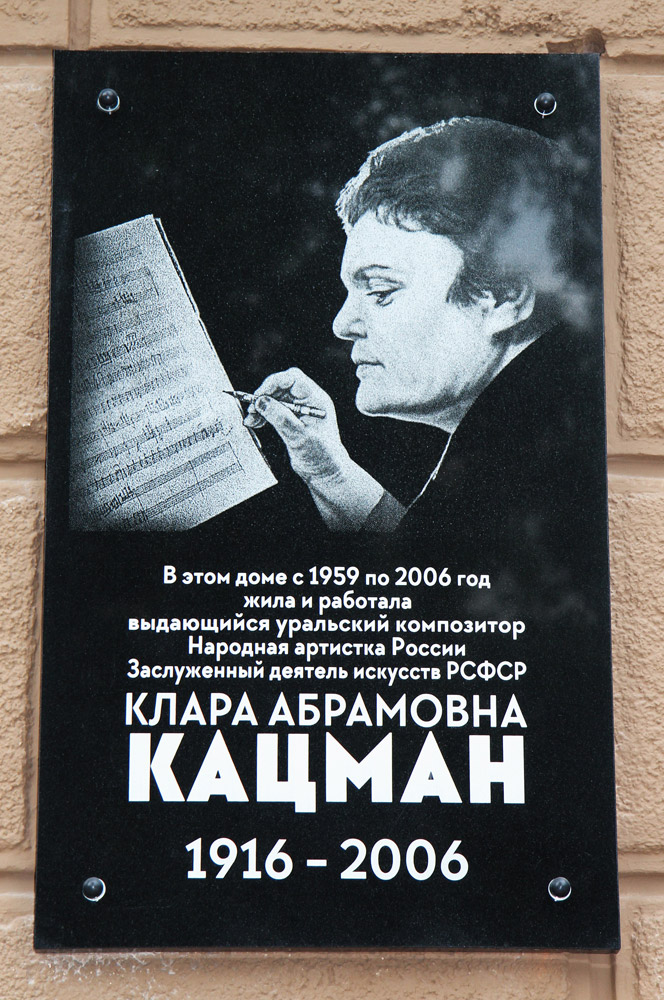 В этом доме с 1959 по 2006 год
жила и работала
выдающийся уральский композитор
Народная артистка России
Заслуженный деятель искусств РСФСР
КЛАРА АБРАМОВНА
КАЦМАН
1916 – 2006